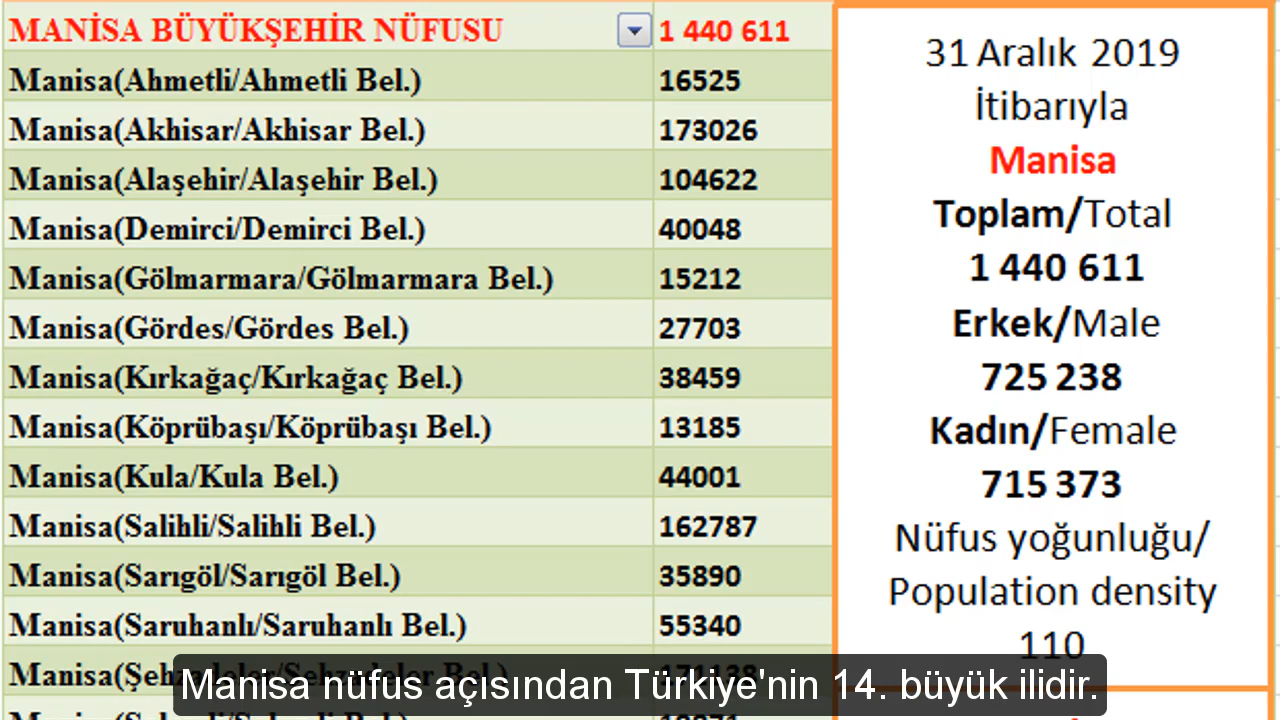 MANİSA BÜYÜKŞEHİR NÜFUSU 1 440 611
Manisa(Ahmetli/Ahmetli Bel.) 16525
Manisa(Akhisar/Akhisar Bel.) 173026
Manisa(Alaşehir/Alaşehir Bel.) 104622
Manisa(Demirci/Demirci Bel.) 40048
Manisa(Gölmarmara/Gölmarmara Bel.) 15212
Manisa(Gördes/Gördes Bel.) 27703
Manisa(Kırkağaç/Kırkağaç Bel.) 38459
Manisa(Köprübaşı/Köprübaşı Bel.) 13185
Manisa(Kula/Kula Bel.) 44001
Manisa(Salihli/Salihli Bel.) 162787
Manisa(Sarıgöl/Sarıgöl Bel.) 35890
Manisa(Saruhanlı/Saruhanlı Bel.) 55340
Manisa(Şehzadeler/Şehzadeler Bel.) 171138
31 Aralık 2019
İtibarıyla
Manisa
Toplam/Total
1 440 611
Erkek/Male
725 238
Kadın/Female
715 373
Nüfus yoğunluğu/
Population density
110
Manisa nüfus açısından Türkiye'nin 14. büyük ilidir.